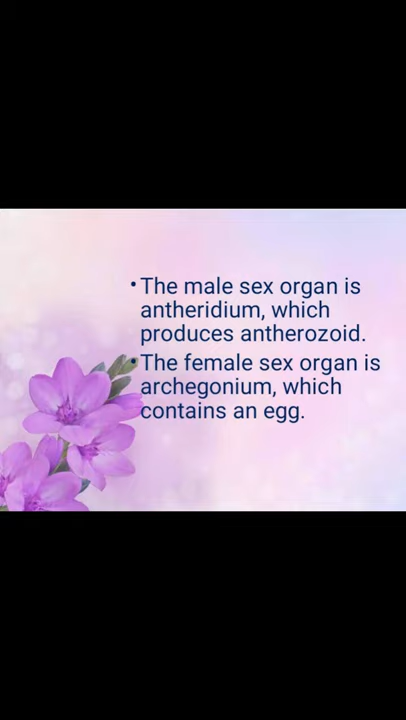 •The male sex organ is
antheridium, which
produces antherozoid.
•The female sex organ is
archegonium, which
contains an egg.